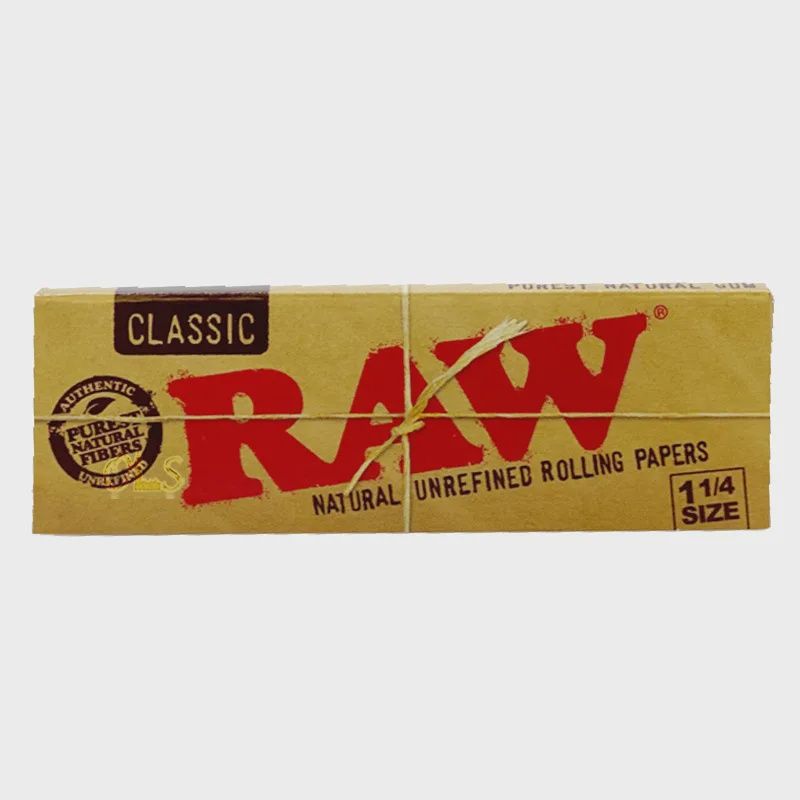 PUREST NATURAL GUM
CLASSIC
RAW®
AUTHENTIC
PUREST
NATURAL
FIBERS
UNREFINED
NATURAL UNREFINED ROLLING PAPERS
1 1/4
SIZE